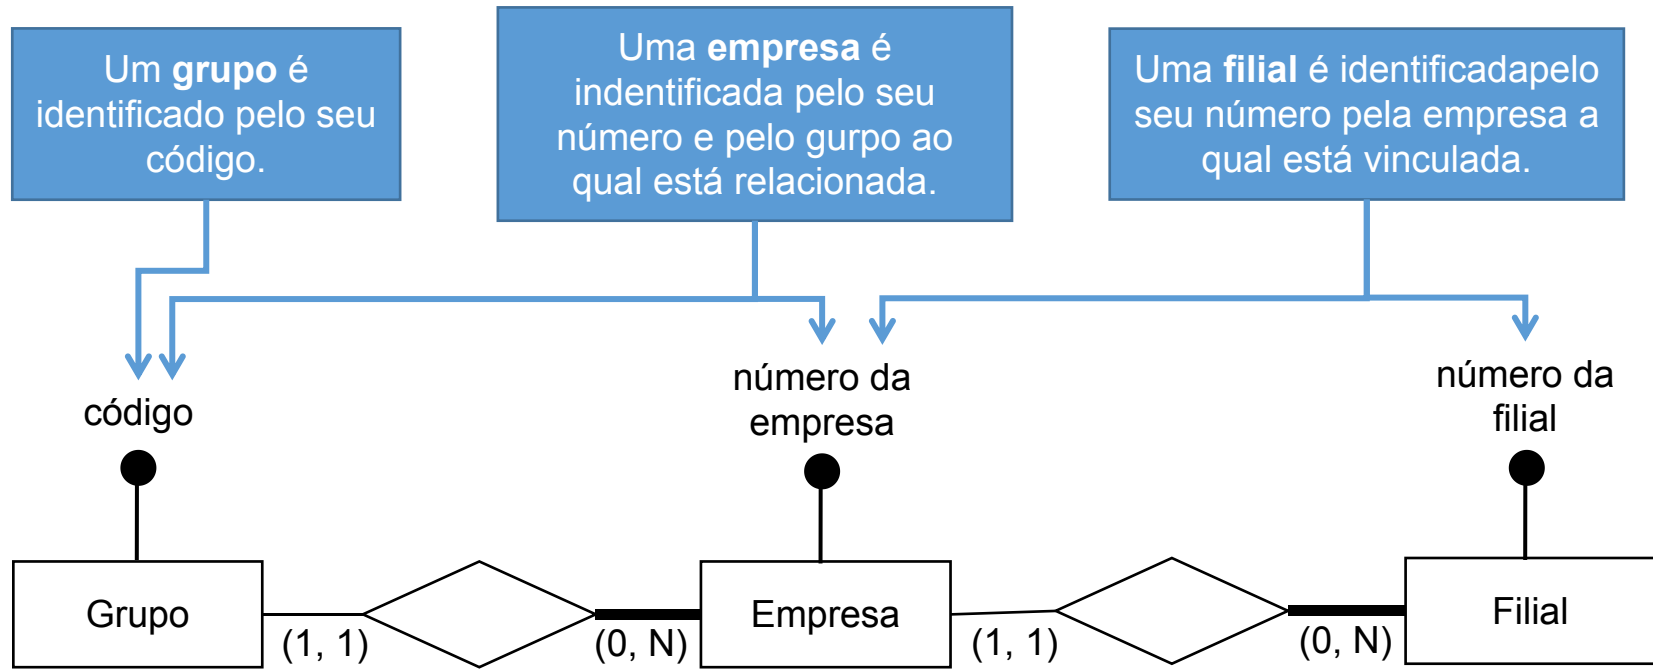 Um grupo é
identificado pelo seu
código.
Uma empresa é
indentificada pelo seu
número e pelo gurpo ao
qual está relacionada.
Uma filial é identificadapelo
seu número pela empresa a
qual está vinculada.
código
número da
empresa
número da
filial
Grupo
(1, 1)
(0, N)
Empresa
(1, 1)
(0, N)
Filial